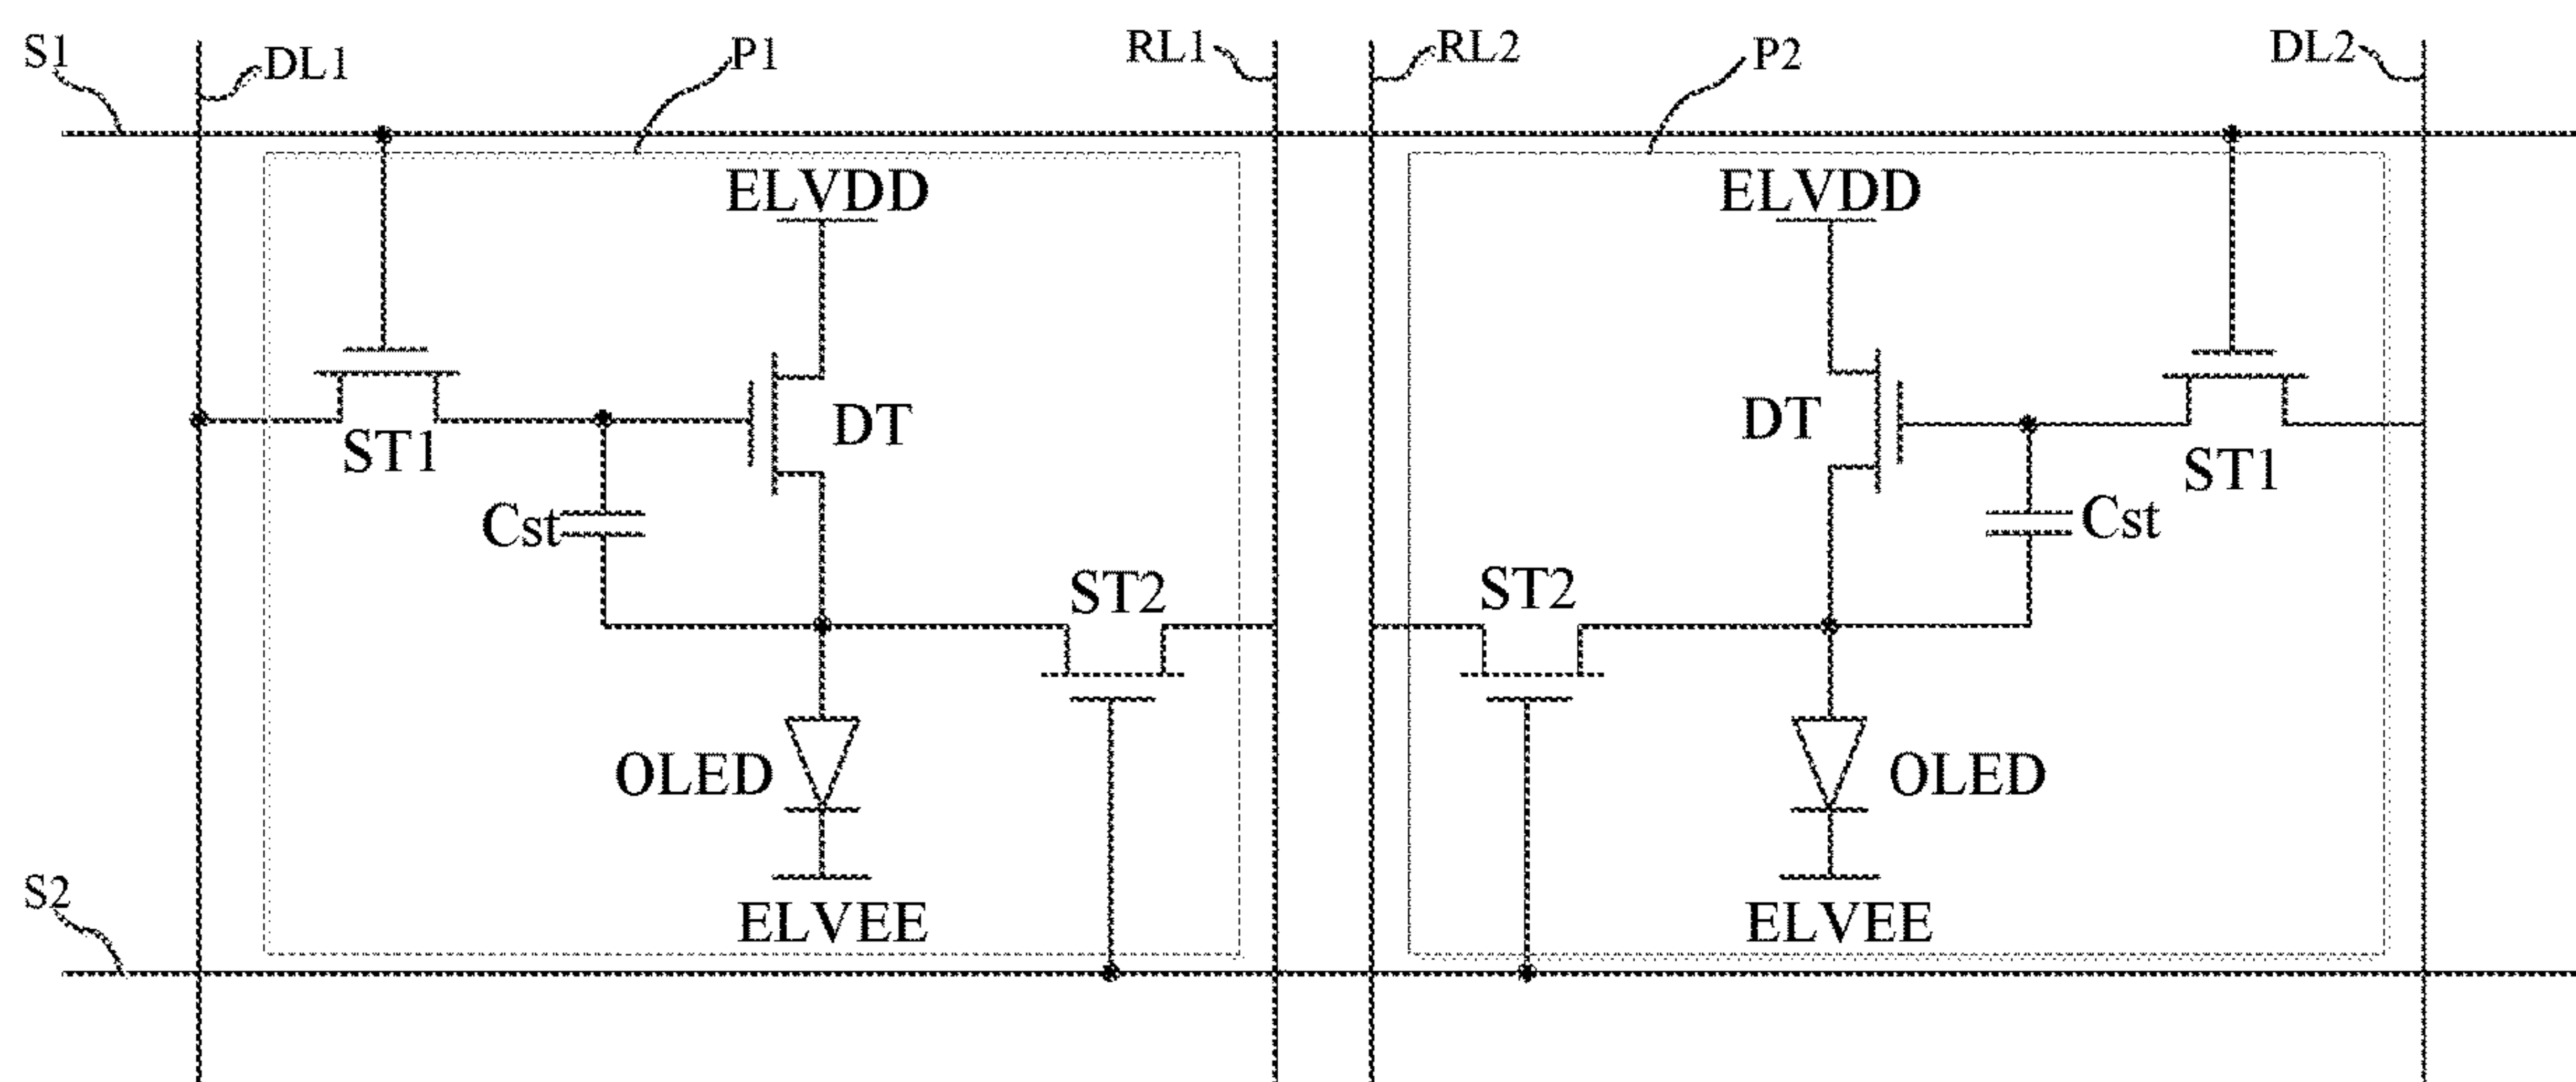 S1
DL1
P1
RL1
RL2
P2
DL2
ELVDD
ELVDD
ST1
DT
DT
ST1
Cst
Cst
ST2
ST2
OLED
OLED
S2
ELVEE
ELVEE